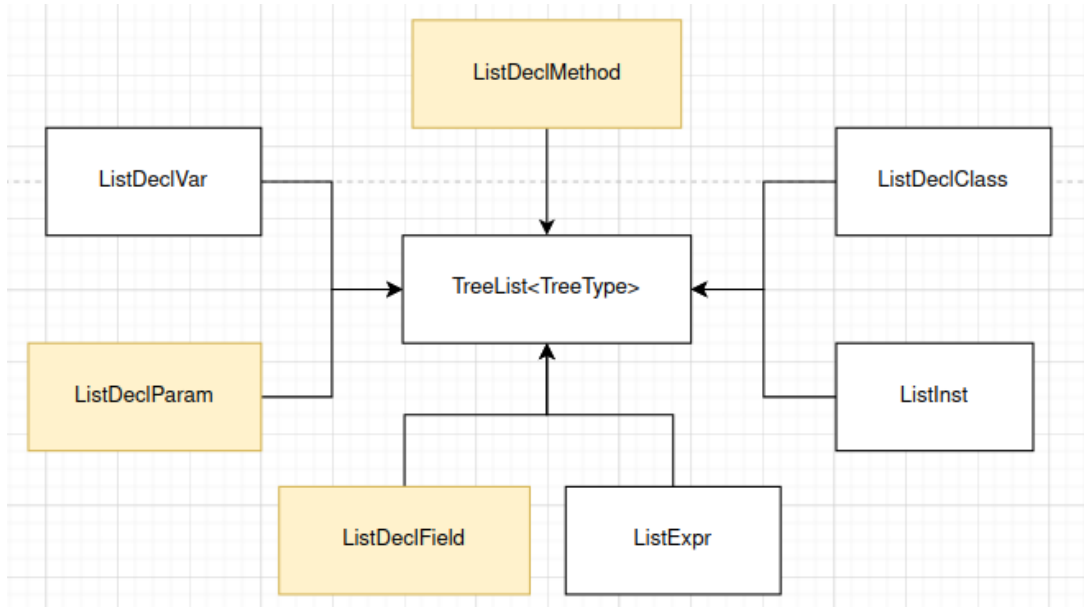 ListDeclMethod
ListDeclVar
ListDeclClass
TreeList<TreeType>
ListDeclParam
ListInst
ListDeclField
ListExpr